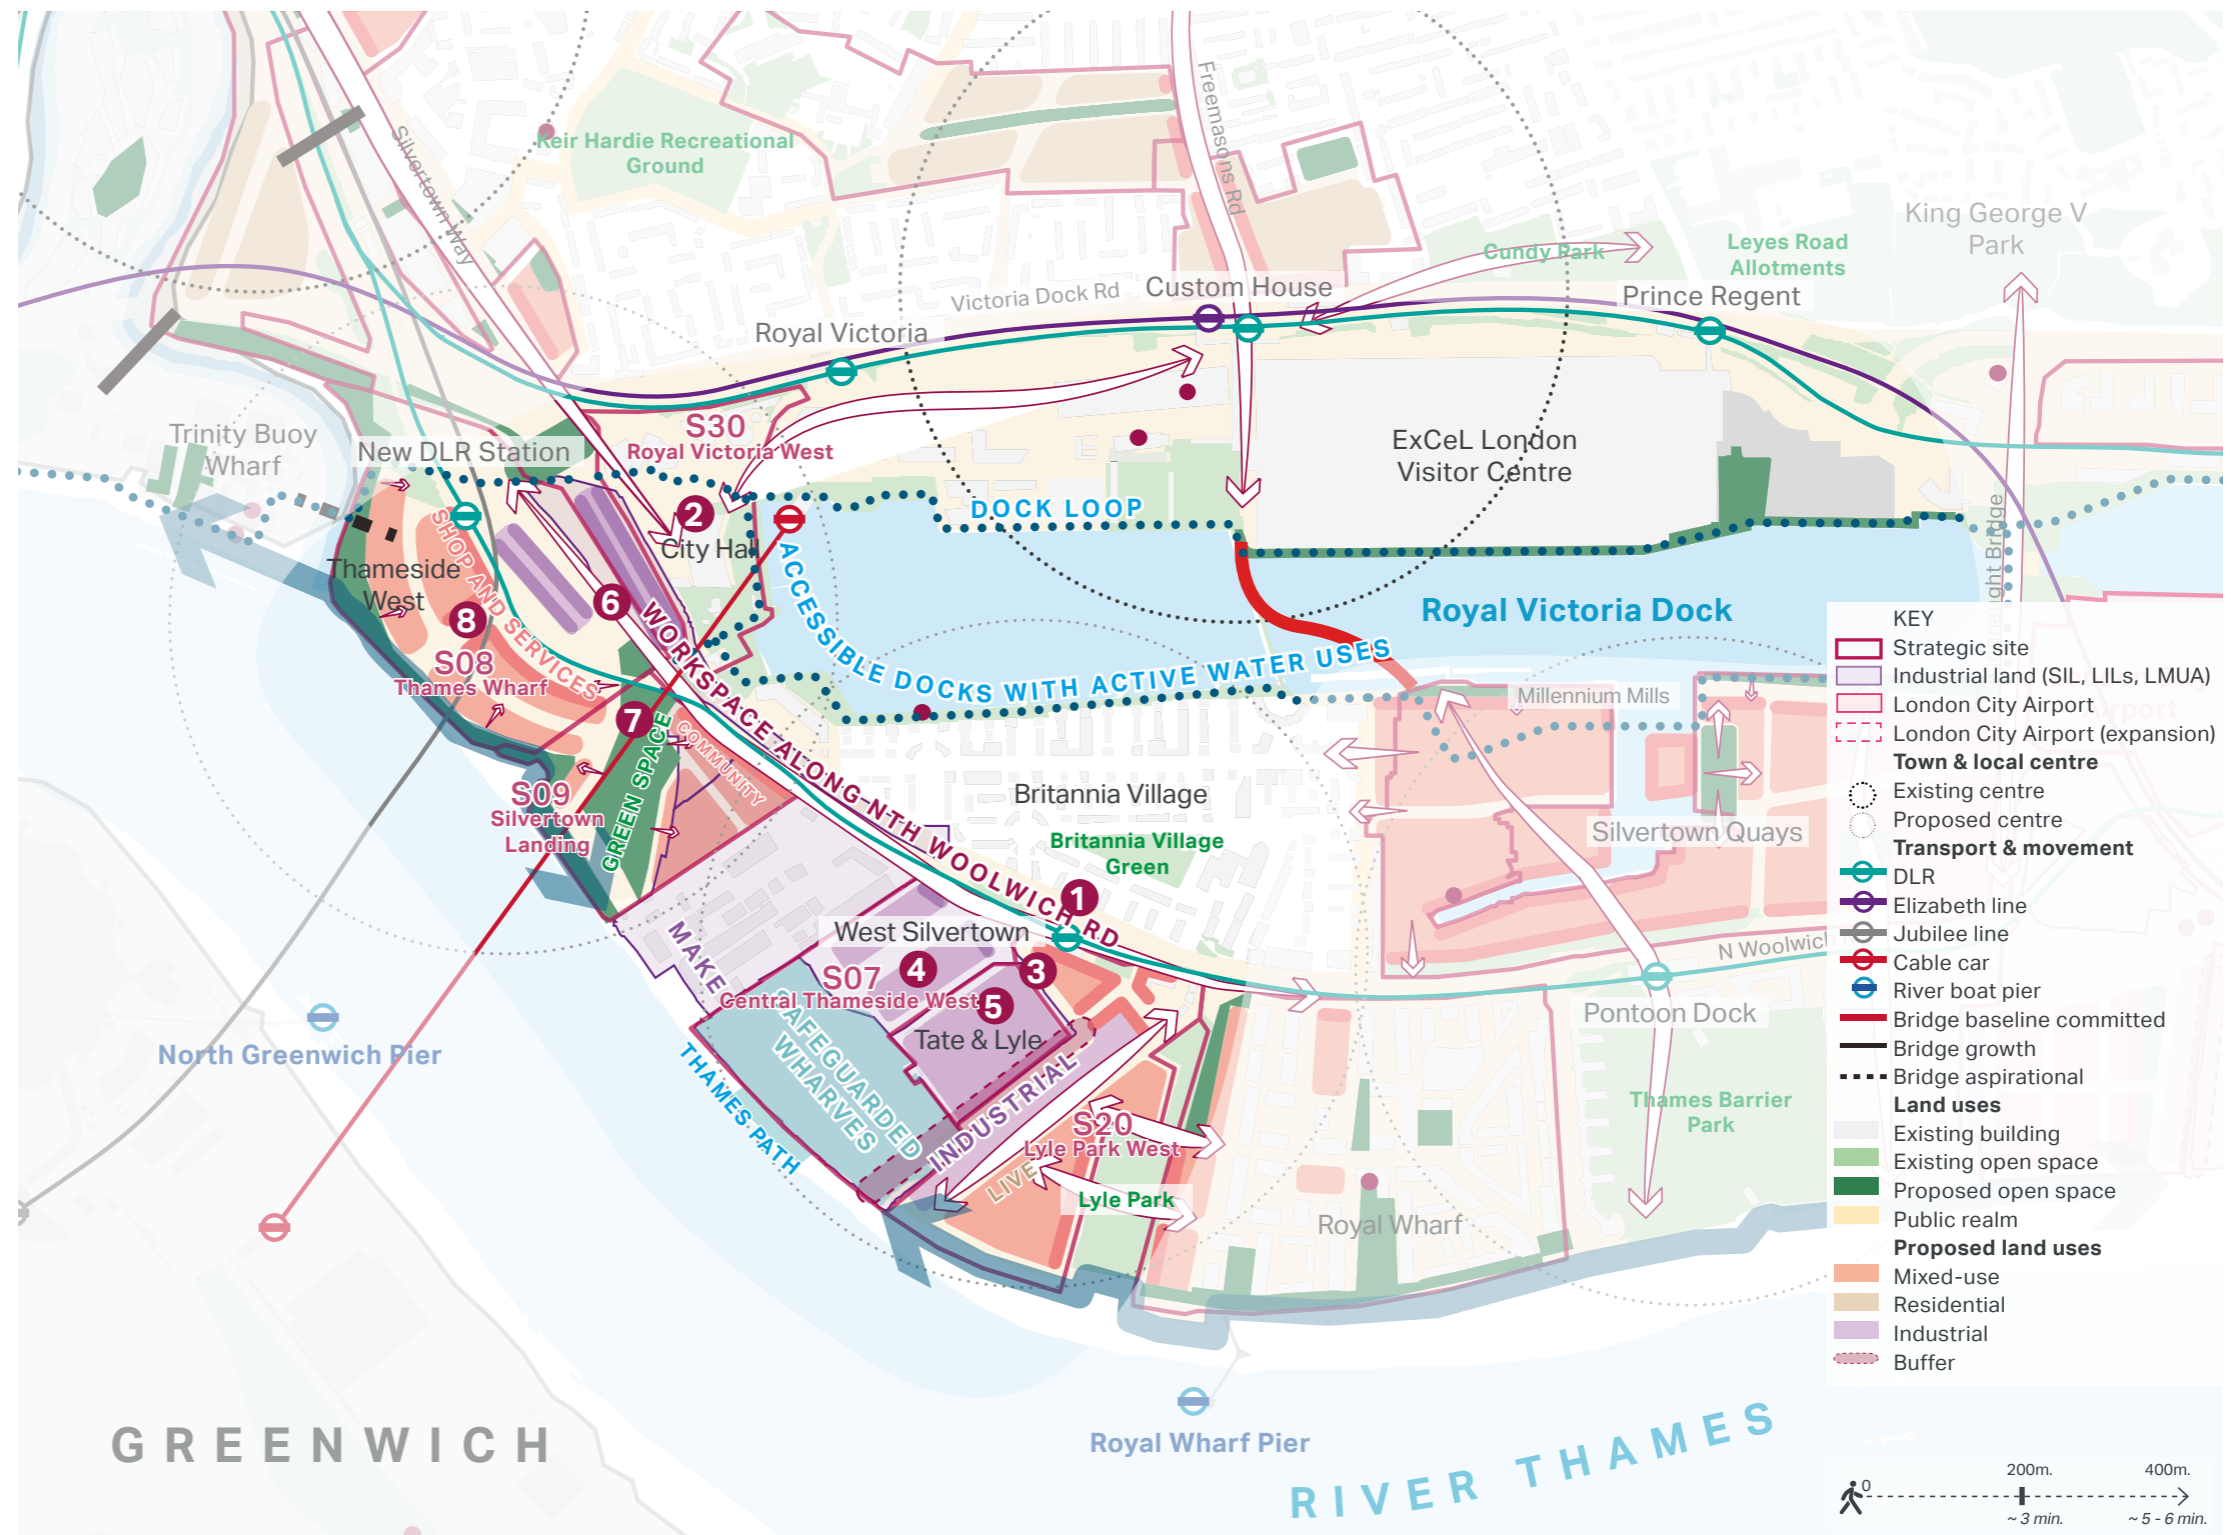 Silvertown Way
Freemasons Rd
Keir Hardie Recreational
Ground
King George V
Park
Cundy Park
Leyes Road
Allotments
Victoria Dock Rd
Custom House
Prince Regent
Royal Victoria
Trinity Buoy
Wharf
New DLR Station
S30
Royal Victoria West
ExCeL London
Visitor Centre
2
City Hall
DOCK LOOP
ACCESSIBLE DOCKS WITH ACTIVE WATER USES
Royal Victoria Dock
Thameside
West
SHOP AND SERVICES
6
8
S08
Thames Wharf
WORKSPACE ALONG NTH WOOLWICH RD
7
GREEN SPACE
COMMUNITY
S09
Silvertown
Landing
Millennium Mills
Britannia Village
Britannia Village
Green
Silvertown Quays
1
West Silvertown
MAKE
S07
Central Thameside West
4
3
5
Tate & Lyle
SAFEGUARDED
WHARVES
INDUSTRIAL
THAMES PATH
S20
Lyle Park West
LIVE
Lyle Park
N Woolwich
Pontoon Dock
Thames Barrier
Park
Royal Wharf
North Greenwich Pier
Royal Wharf Pier
GREENWICH
RIVER THAMES
KEY
Strategic site
Industrial land (SIL, LILs, LMUA)
London City Airport
London City Airport (expansion)
Town & local centre
Existing centre
Proposed centre
Transport & movement
DLR
Elizabeth line
Jubilee line
Cable car
River boat pier
Bridge baseline committed
Bridge growth
Bridge aspirational
Land uses
Existing building
Existing open space
Proposed open space
Public realm
Proposed land uses
Mixed-use
Residential
Industrial
Buffer
0
200m.
400m.
~ 3 min.
~ 5 - 6 min.